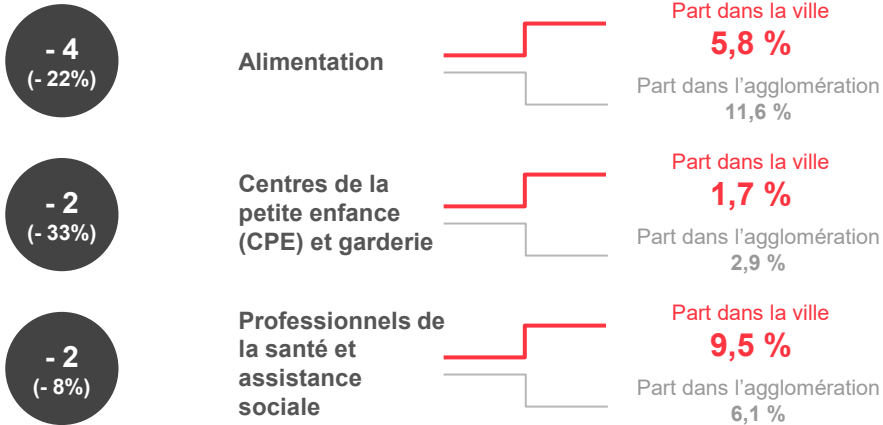 - 4
(- 22%)
Alimentation
Part dans la ville
5,8 %
Part dans l'agglomération
11,6 %
- 2
(- 33%)
Centres de la
petite enfance
(CPE) et garderie
Part dans la ville
1,7 %
Part dans l'agglomération
2,9 %
- 2
(- 8%)
Professionnels de
la santé et
assistance
sociale
Part dans la ville
9,5 %
Part dans l'agglomération
6,1 %